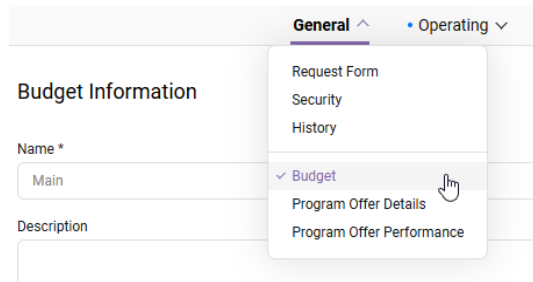 General
Operating
Request Form
Budget Information
Security
History
Name *
Main
Budget
Program Offer Details
Description
Program Offer Performance